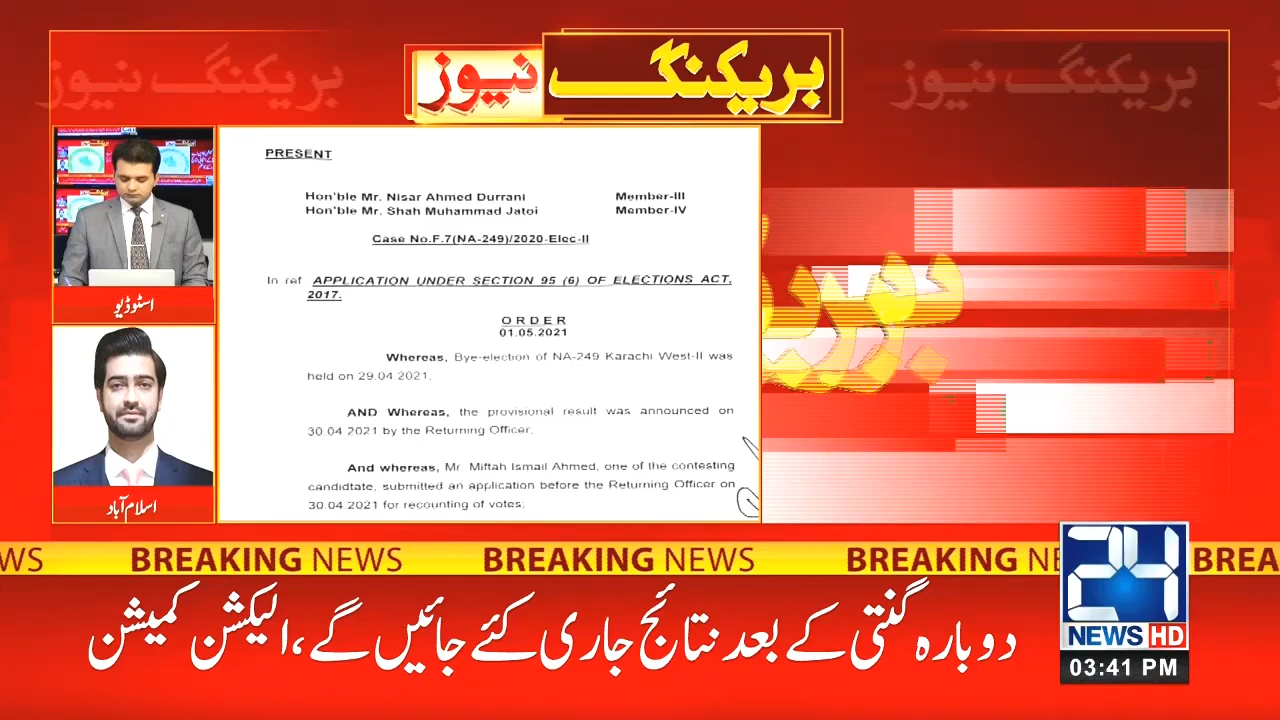 بریکنگ نیوز
بریکنگ نیوز
بریکنگ نیوز
PRESENT
Hon'ble Mr. Nisar Ahmed Durrani Member-III
Hon'ble Mr. Shah Muhammad Jatoi Member-IV
Case No.F.7(NA-249)/2020-Elec-II
In ref APPLICATION UNDER SECTION 95 (6) OF ELECTIONS ACT,
2017.
ORDER
01.05.2021
Whereas, Bye-election of NA-249 Karachi West-II was
held on 29.04 2021;
AND Whereas, the provisional result was announced on
30.04 2021 by the Returning Officer;
And whereas, Mr. Miftah Ismail Ahmed, one of the contesting
candidtate, submitted an application before the Returning Officer on
30.04.2021 for recounting of votes;
اسٹوڈیو
اسلام آباد
WS BREAKING NEWS BREAKING NEWS BREAKING NE BREA
دوبارہ گنتی کے بعد نتائج جاری کئے جائیں گے، الیکشن کمیشن
24
NEWS HD
03:41 PM